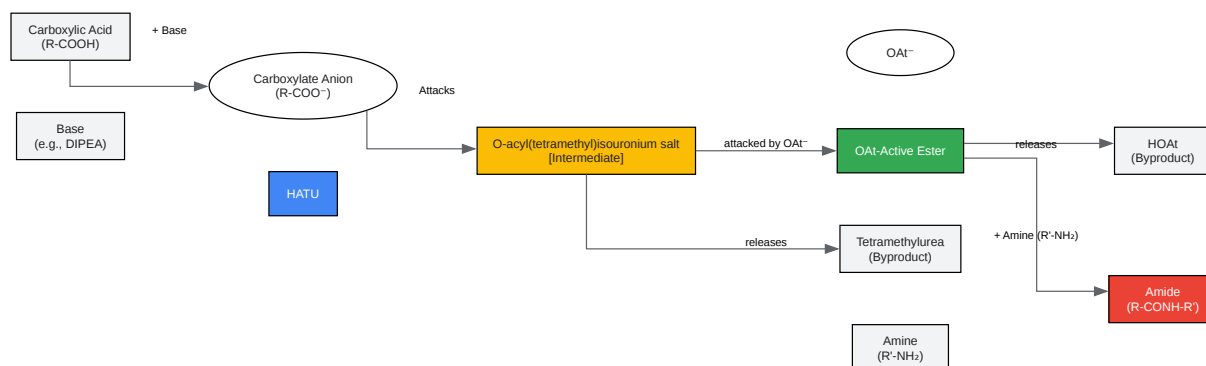 Carboxylic Acid
(R-COOH)
+ Base
OAt⁻
Carboxylate Anion
(R-COO⁻)
Attacks
Base
(e.g., DIPEA)
O-acyl(tetramethyl)isouronium salt
[Intermediate]
attacked by OAt⁻
OAt-Active Ester
releases
HOAt
(Byproduct)
HATU
releases
Tetramethylurea
(Byproduct)
+ Amine (R'-NH₂)
Amide
(R-CONH-R')
Amine
(R'-NH₂)